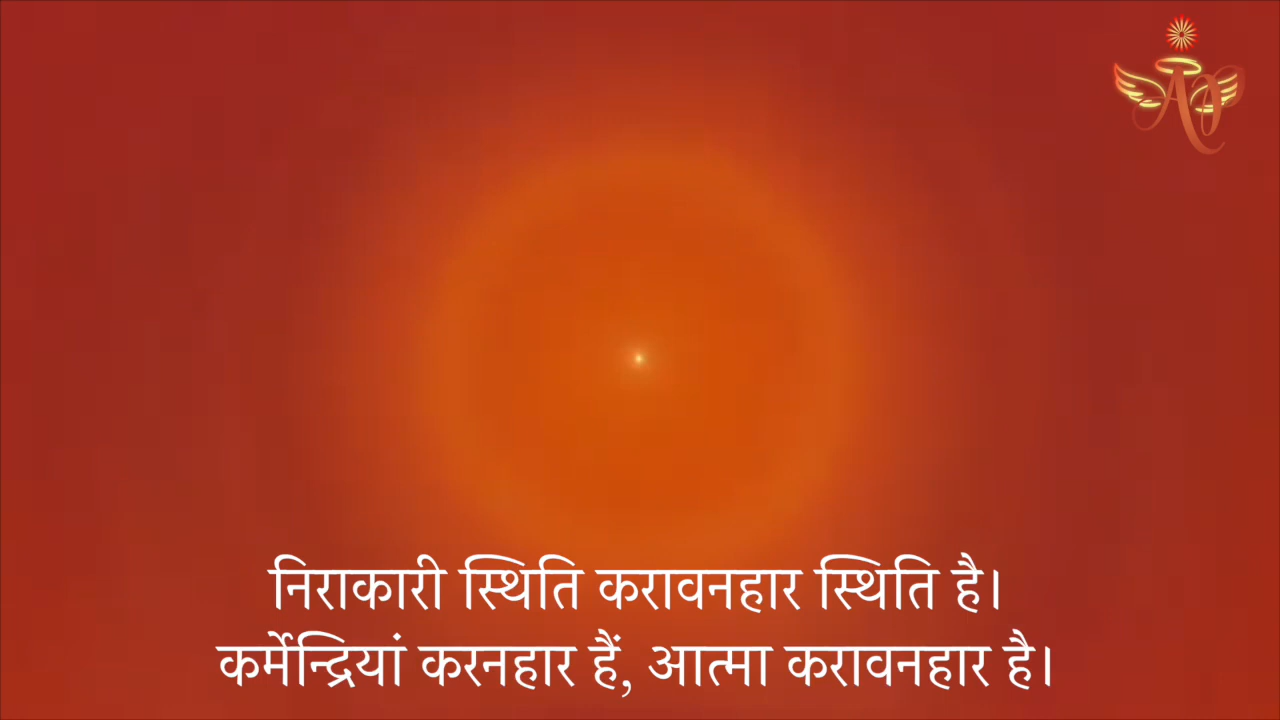 निराकारी स्थिति करावनहार स्थिति है।
कर्मेन्द्रियां करनहार हैं, आत्मा करावनहार है।